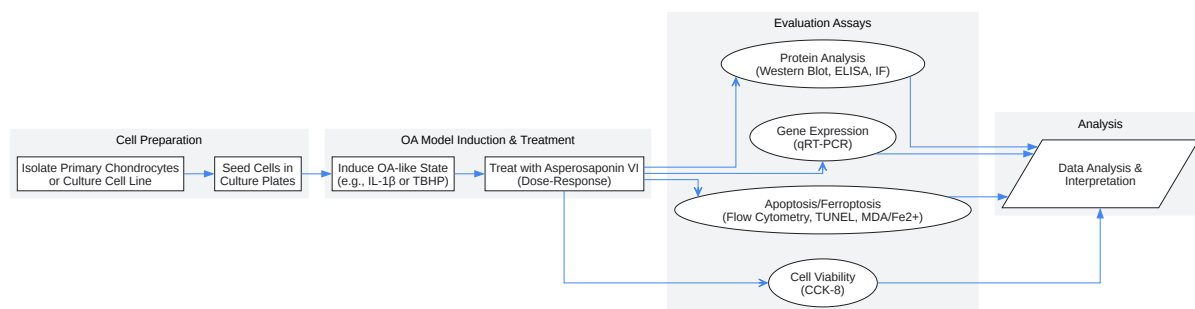 Evaluation Assays
Protein Analysis
(Western Blot, ELISA, IF)
Cell Preparation
OA Model Induction & Treatment
Gene Expression
(qRT-PCR)
Analysis
Isolate Primary Chondrocytes
or Culture Cell Line
Seed Cells in
Culture Plates
Induce OA-like State
(e.g., IL-1β or TBHP)
Treat with Asperosaponin VI
(Dose-Response)
Data Analysis &
Interpretation
Apoptosis/Ferroptosis
(Flow Cytometry, TUNEL, MDA/Fe2+)
Cell Viability
(CCK-8)